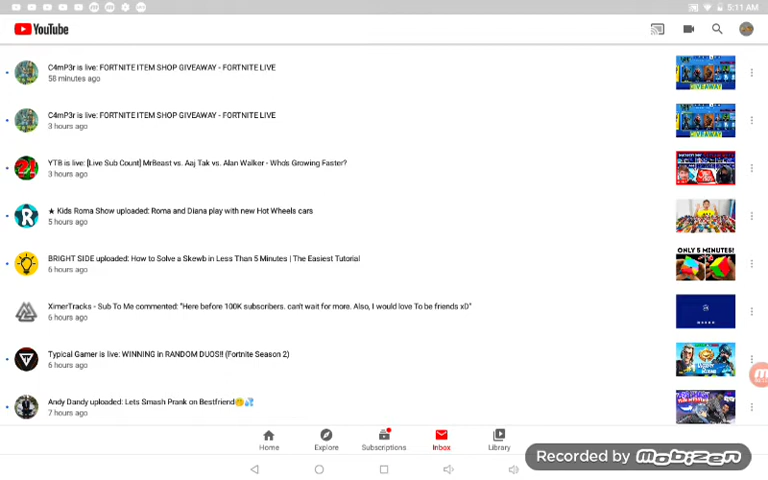 5:11 AM
YouTube
C4mP3r is live: FORTNITE ITEM SHOP GIVEAWAY - FORTNITE LIVE
58 minutes ago
GIVEAWAY
C4mP3r is live: FORTNITE ITEM SHOP GIVEAWAY - FORTNITE LIVE
3 hours ago
GIVEAWAY
YTB is live: [Live Sub Count] MrBeast vs. Aaj Tak vs. Alan Walker - Who's Growing Faster?
3 hours ago
★ Kids Roma Show uploaded: Roma and Diana play with new Hot Wheels cars
5 hours ago
R
BRIGHT SIDE uploaded: How to Solve a Skewb in Less Than 5 Minutes | The Easiest Tutorial
6 hours ago
ONLY 5 MINUTES!
XimerTracks - Sub To Me commented: "Here before 100K subscribers. can't wait for more. Also, I would love To be friends xD"
6 hours ago
Typical Gamer is live: WINNING in RANDOM DUOS!! (Fortnite Season 2)
6 hours ago
Andy Dandy uploaded: Lets Smash Prank on Bestfriend😏💦
7 hours ago
Home Explore Subscriptions Inbox Library
Recorded by mobizen